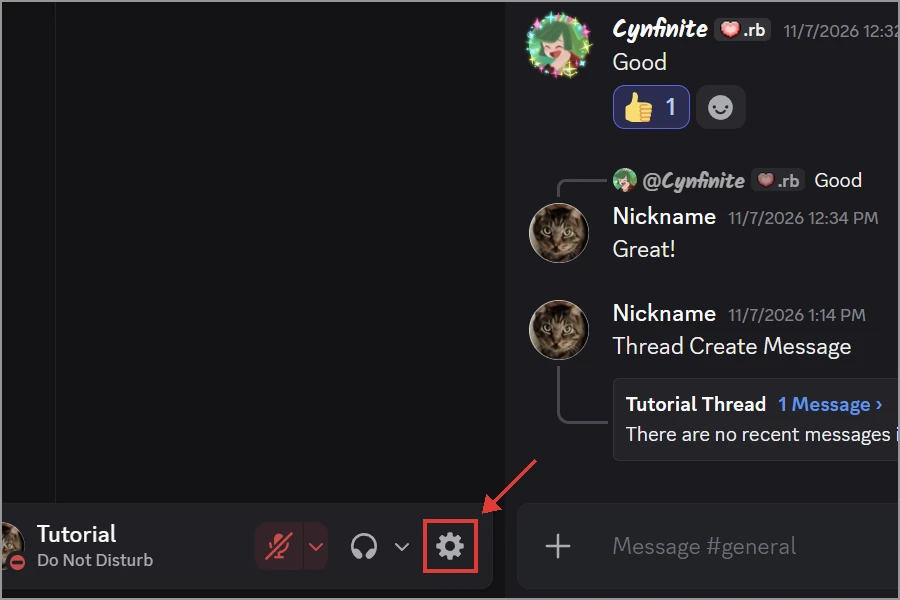 Cynfinite .rb 11/7/2026 12:32
Good
1
@Cynfinite .rb Good
Nickname 11/7/2026 12:34 PM
Great!
Nickname 11/7/2026 1:14 PM
Thread Create Message
Tutorial Thread 1 Message ›
There are no recent messages
Tutorial
Do Not Disturb
Message #general